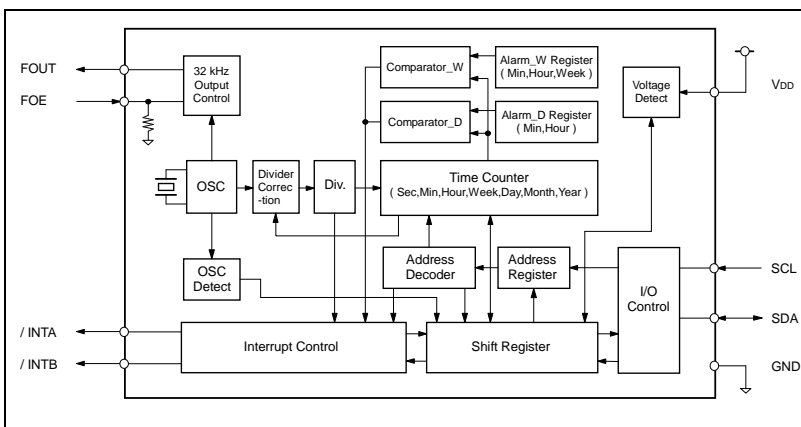 FOUT
FOE
32 kHz
Output
Control
Comparator_W
Alarm_W Register
( Min,Hour,Week)
Comparator_D
Alarm_D Register
( Min,Hour )
Voltage
Detect
VDD
OSC
Divider
Correc
-tion
Div.
Time Counter
( Sec,Min,Hour,Week,Day,Month,Year )
OSC
Detect
Address
Decoder
Address
Register
I/O
Control
SCL
SDA
GND
/ INTA
/ INTB
Interrupt Control
Shift Register